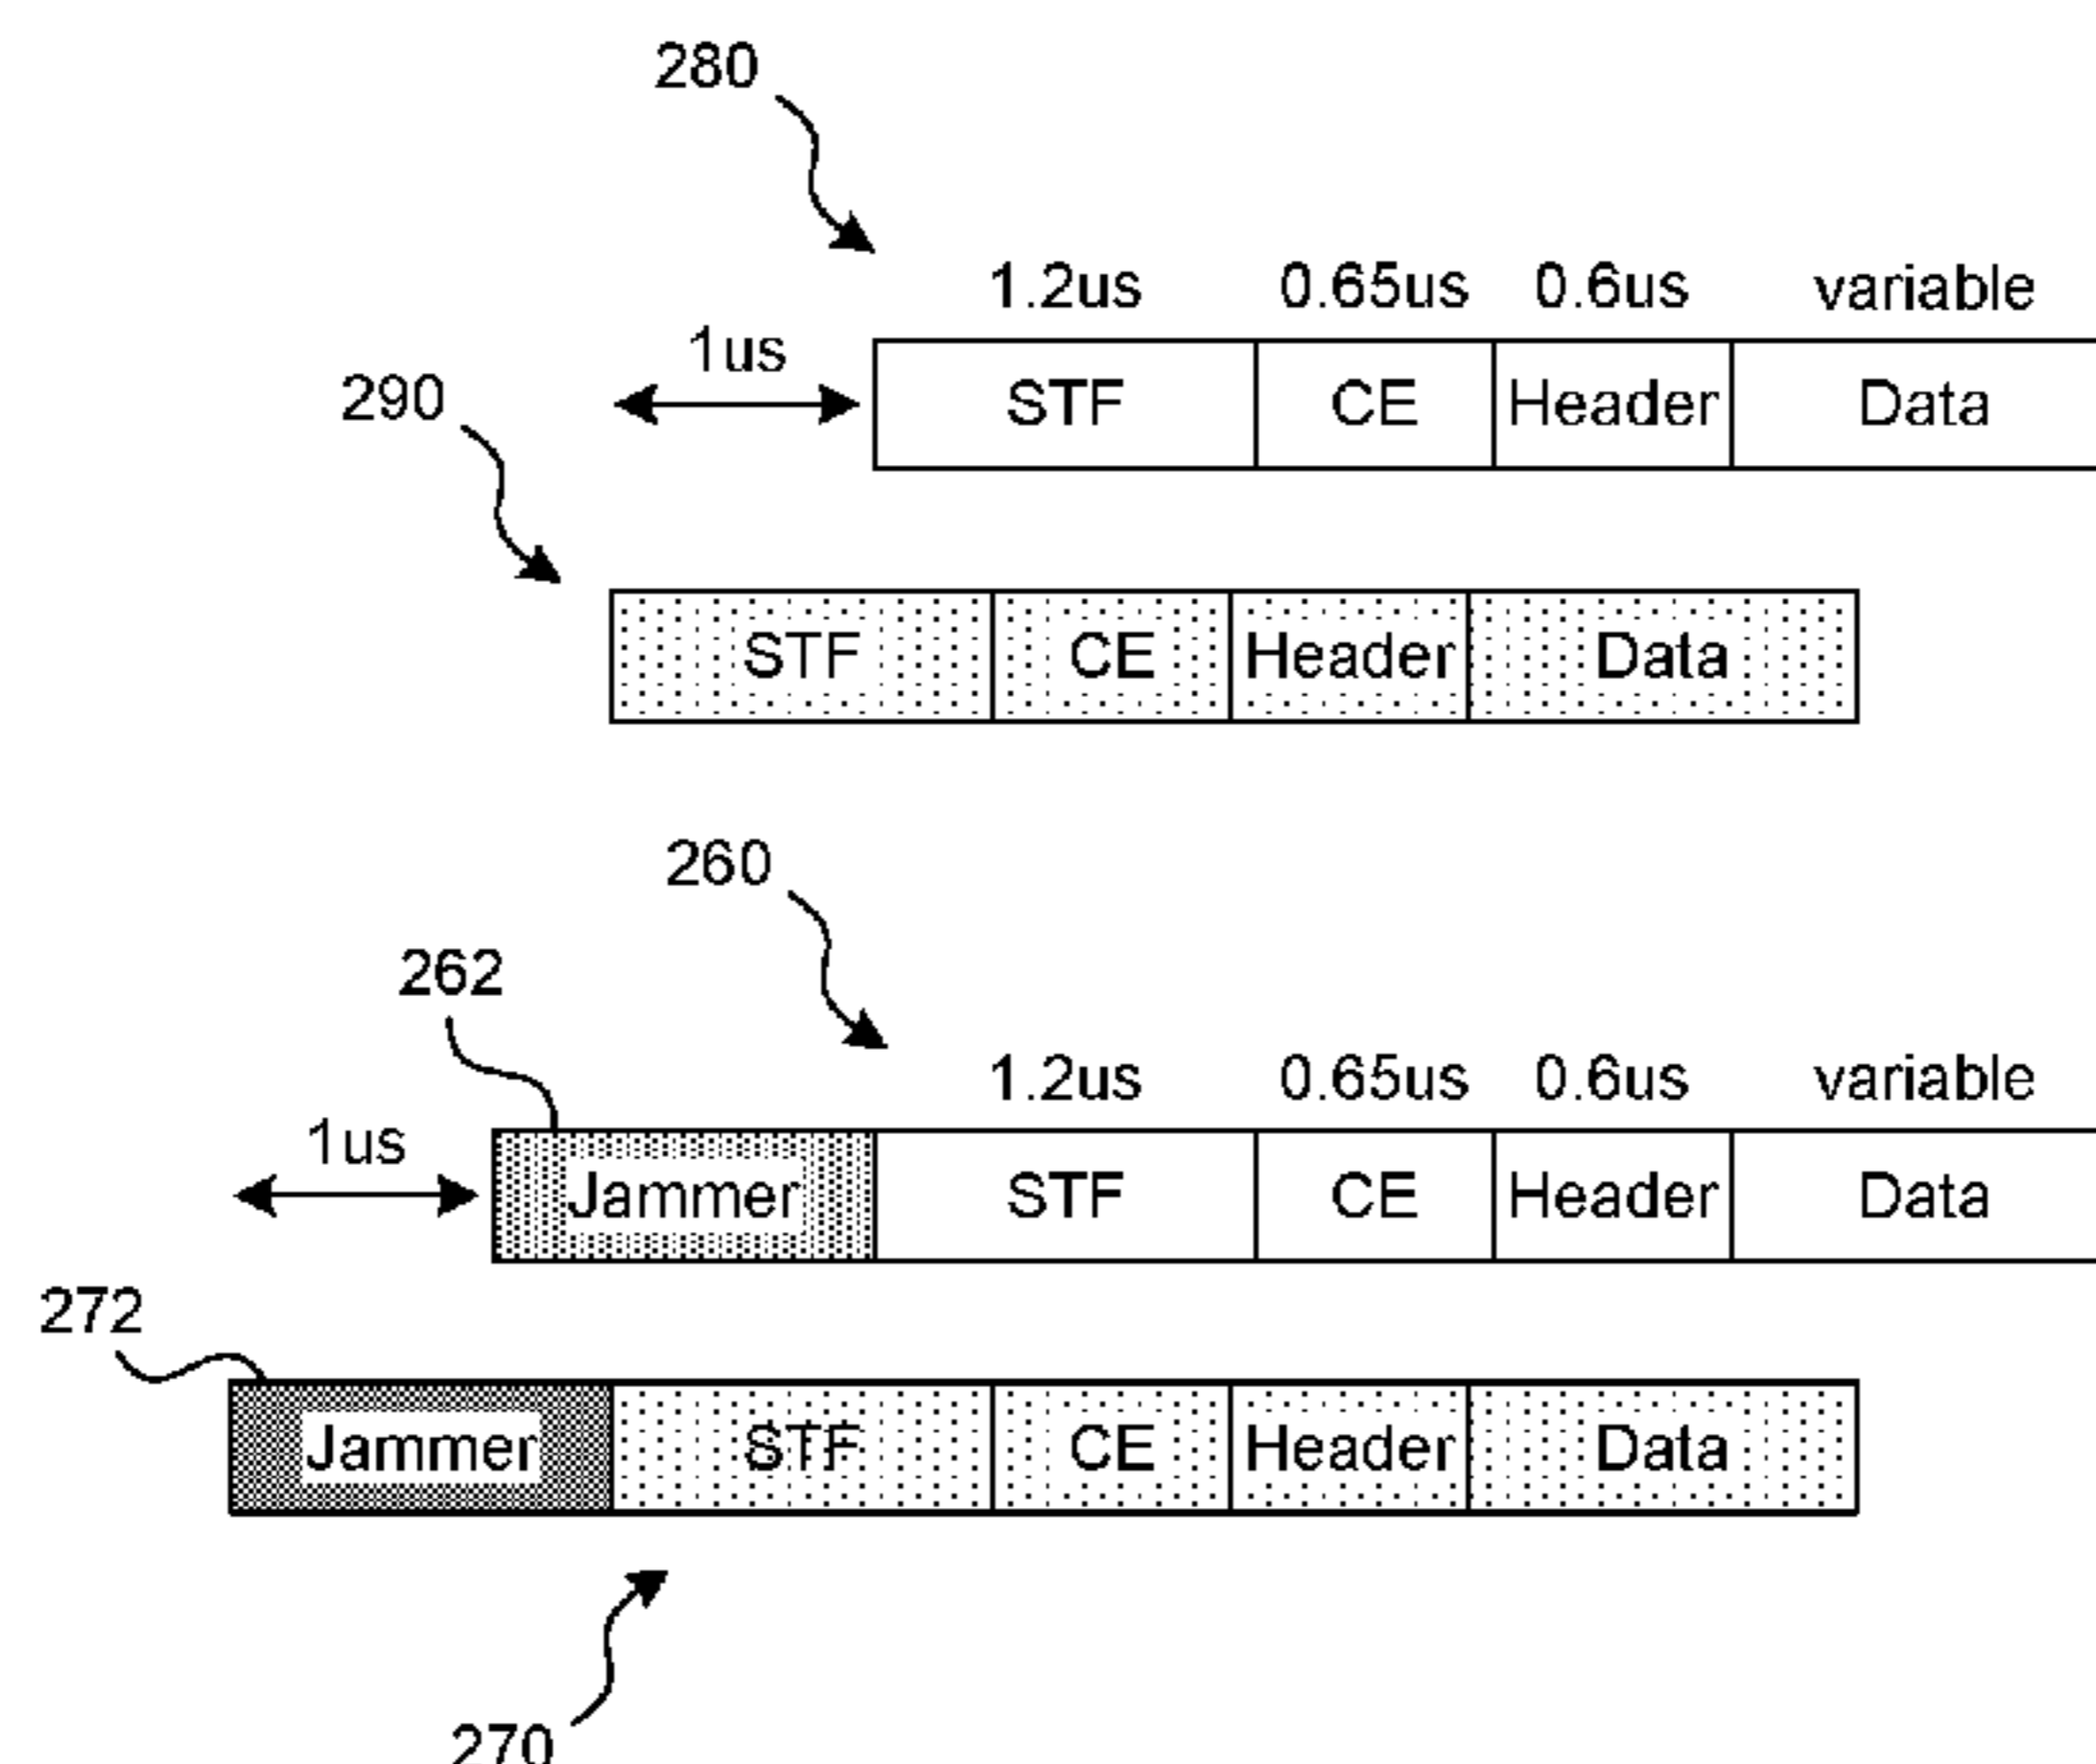 280
1.2us 0.65us 0.6us variable
1us
STF CE Header Data
290
STF CE Header Data
260
262
1.2us 0.65us 0.6us variable
1us
Jammer STF CE Header Data
272
Jammer STF CE Header Data
270